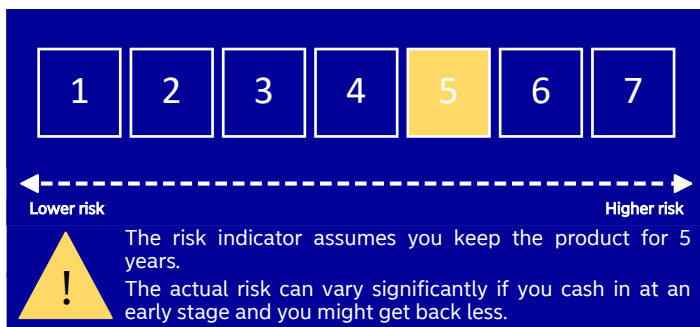 1 2 3 4 5 6 7
Lower risk Higher risk
The risk indicator assumes you keep the product for 5
years.
!
The actual risk can vary significantly if you cash in at an
early stage and you might get back less.